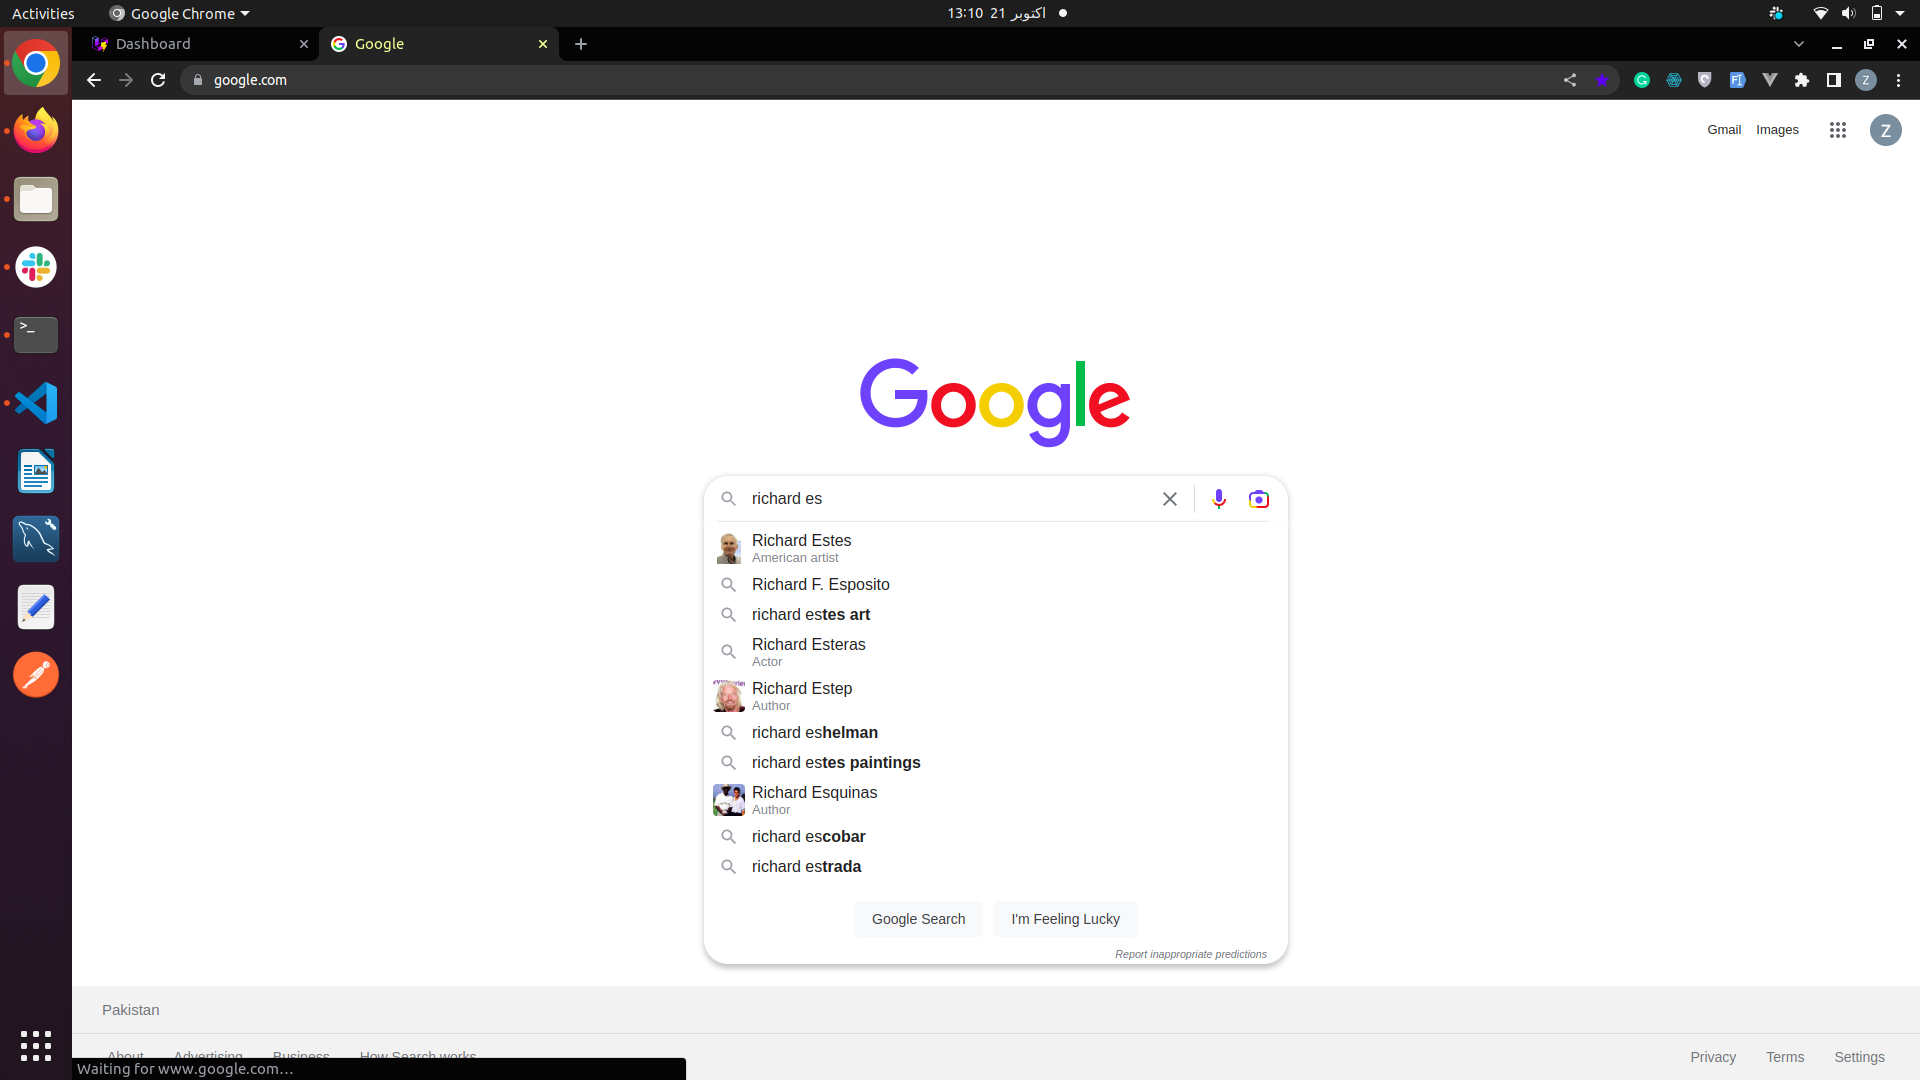 Activities
Google Chrome
13:10 21 اکتوبر
Dashboard
Google
google.com
Z
Gmail
Images
Z
Google
richard es
Richard Estes
American artist
Richard F. Esposito
richard estes art
Richard Esteras
Actor
Richard Estep
Author
richard eshelman
richard estes paintings
Richard Esquinas
Author
richard escobar
richard estrada
Google Search
I'm Feeling Lucky
Report inappropriate predictions
Pakistan
About
Advertising
Business
How Search works
Privacy
Terms
Settings
Waiting for www.google.com…